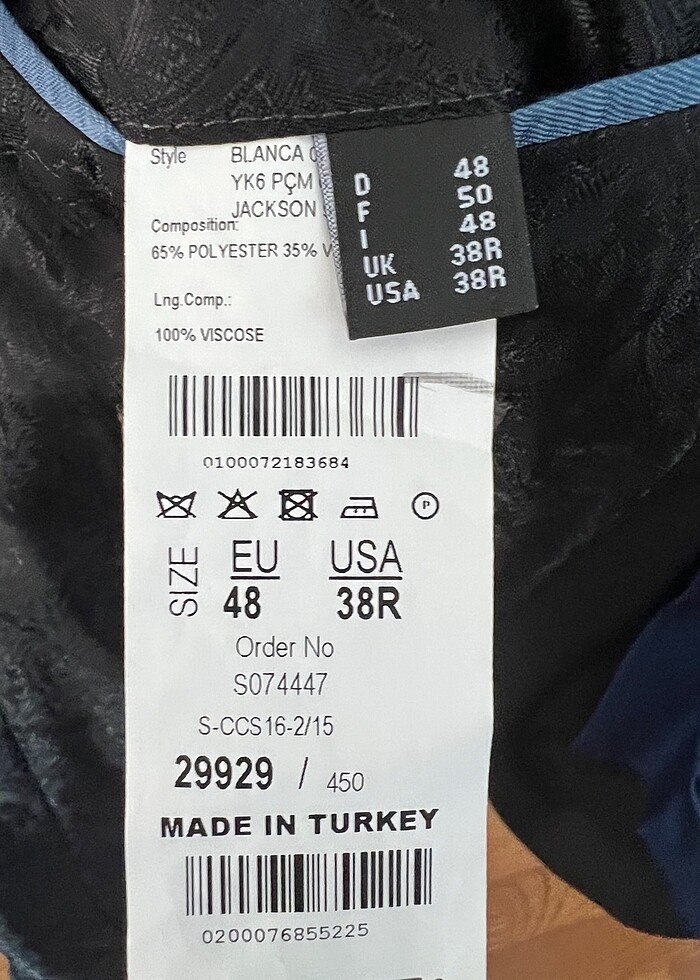 Style BLANCA
YK6 PÇM
JACKSON
Composition:
65% POLYESTER 35% V
Lng.Comp.:
100% VISCOSE
D 48
F 50
I 48
UK 38R
USA 38R
0100072183684
P
SIZE
EU USA
48 38R
Order No
S074447
S-CCS16-2/15
29929 / 450
MADE IN TURKEY
0200076855225